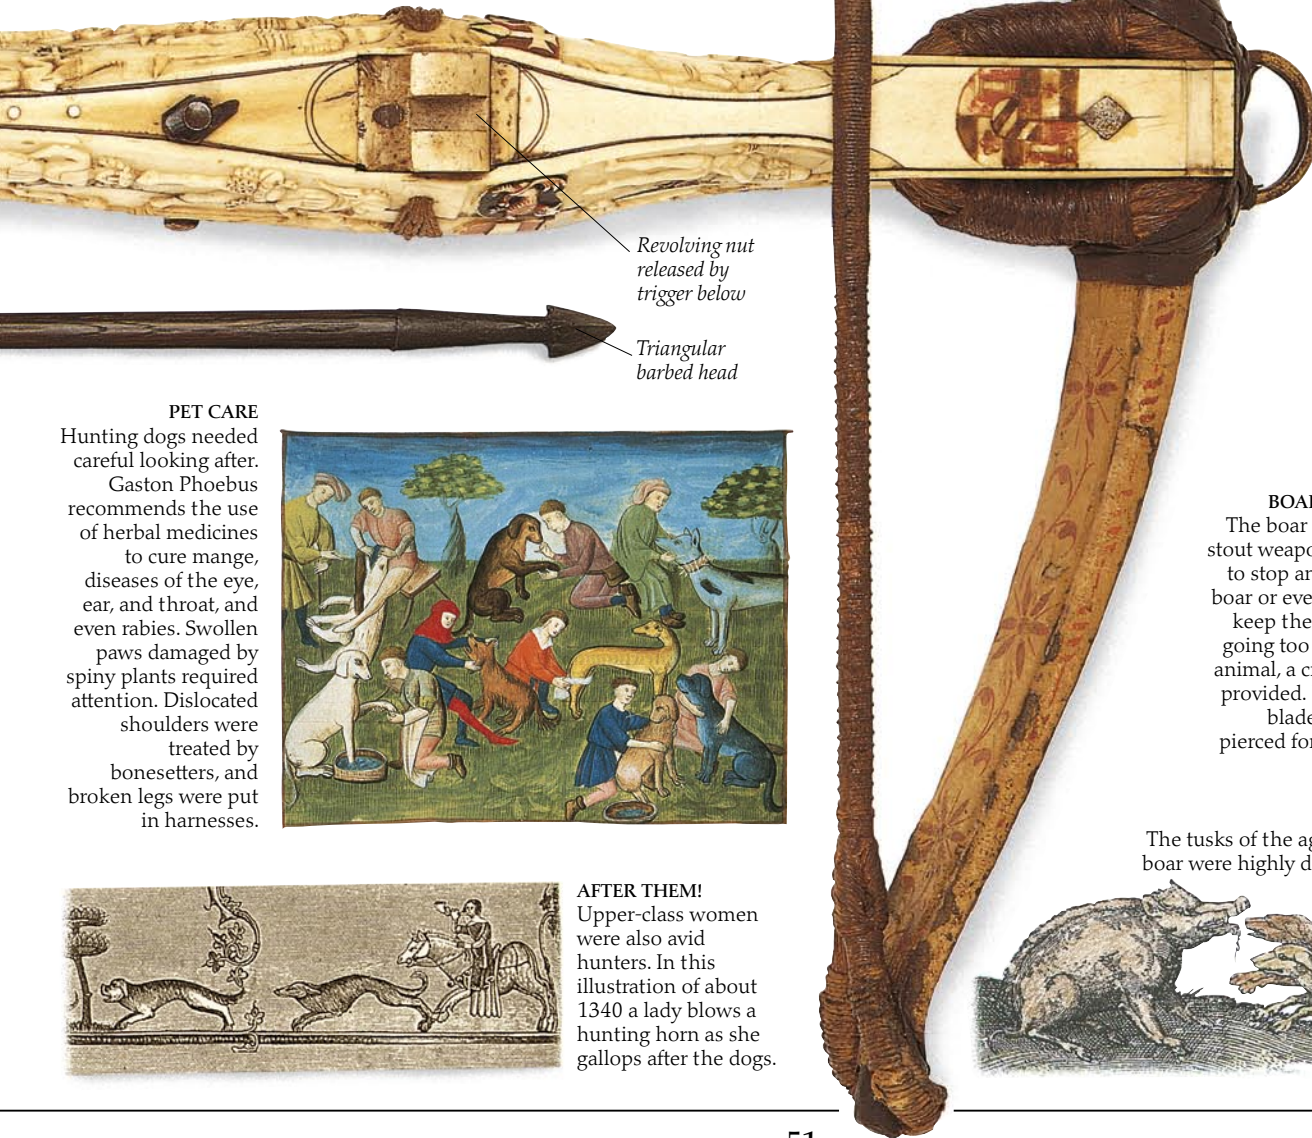 Revolving nut
released by
trigger below
Triangular
barbed head
PET CARE
Hunting dogs needed
careful looking after.
Gaston Phoebus
recommends the use
of herbal medicines
to cure mange,
diseases of the eye,
ear, and throat, and
even rabies. Swollen
paws damaged by
spiny plants required
attention. Dislocated
shoulders were
treated by
bonesetters, and
broken legs were put
in harnesses.
AFTER THEM!
Upper-class women
were also avid
hunters. In this
illustration of about
1340 a lady blows a
hunting horn as she
gallops after the dogs.
The boar
stout
to stop
boar or
keep
going too
animal, a
provided.
pierced
The tusks of the
boar were highly